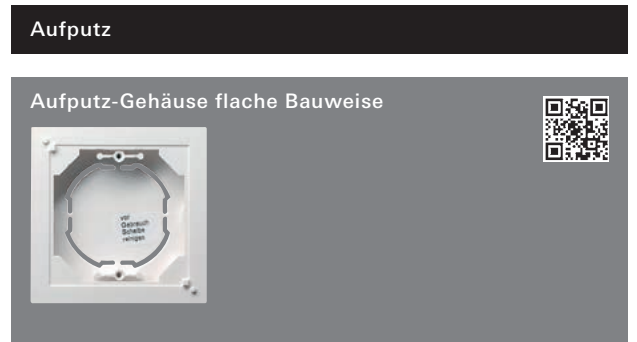 Aufputz
Aufputz-Gehäuse flache Bauweise
vor
Gebrauch
Scheibe
reinigen